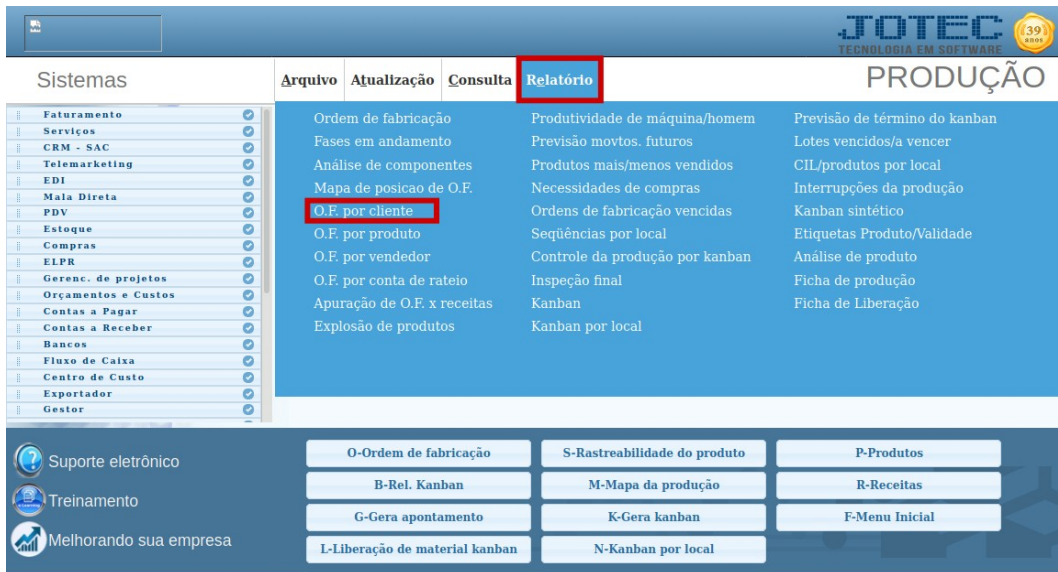 JOTEC
TECNOLOGIA EM SOFTWARE
39
anos
Sistemas
Arquivo Atualização Consulta Relatório
PRODUÇÃO
Faturamento
Serviços
CRM - SAC
Telemarketing
EDI
Mala Direta
PDV
Estoque
Compras
ELPR
Gerenc. de projetos
Orçamentos e Custos
Contas a Pagar
Contas a Receber
Bancos
Fluxo de Caixa
Centro de Custo
Exportador
Gestor
Ordem de fabricação
Fases em andamento
Análise de componentes
Mapa de posicao de O.F.
O.F. por cliente
O.F. por produto
O.F. por vendedor
O.F. por conta de rateio
Apuração de O.F. x receitas
Explosão de produtos
Produtividade de máquina/homem
Previsão movtos. futuros
Produtos mais/menos vendidos
Necessidades de compras
Ordens de fabricação vencidas
Seqüências por local
Controle da produção por kanban
Inspeção final
Kanban
Kanban por local
Previsão de término do kanban
Lotes vencidos/a vencer
CIL/produtos por local
Interrupções da produção
Kanban sintético
Etiquetas Produto/Validade
Análise de produto
Ficha de produção
Ficha de Liberação
Suporte eletrônico
Treinamento
Melhorando sua empresa
O-Ordem de fabricação
S-Rastreabilidade do produto
P-Produtos
B-Rel. Kanban
M-Mapa da produção
R-Receitas
G-Gera apontamento
K-Gera kanban
F-Menu Inicial
L-Liberação de material kanban
N-Kanban por local